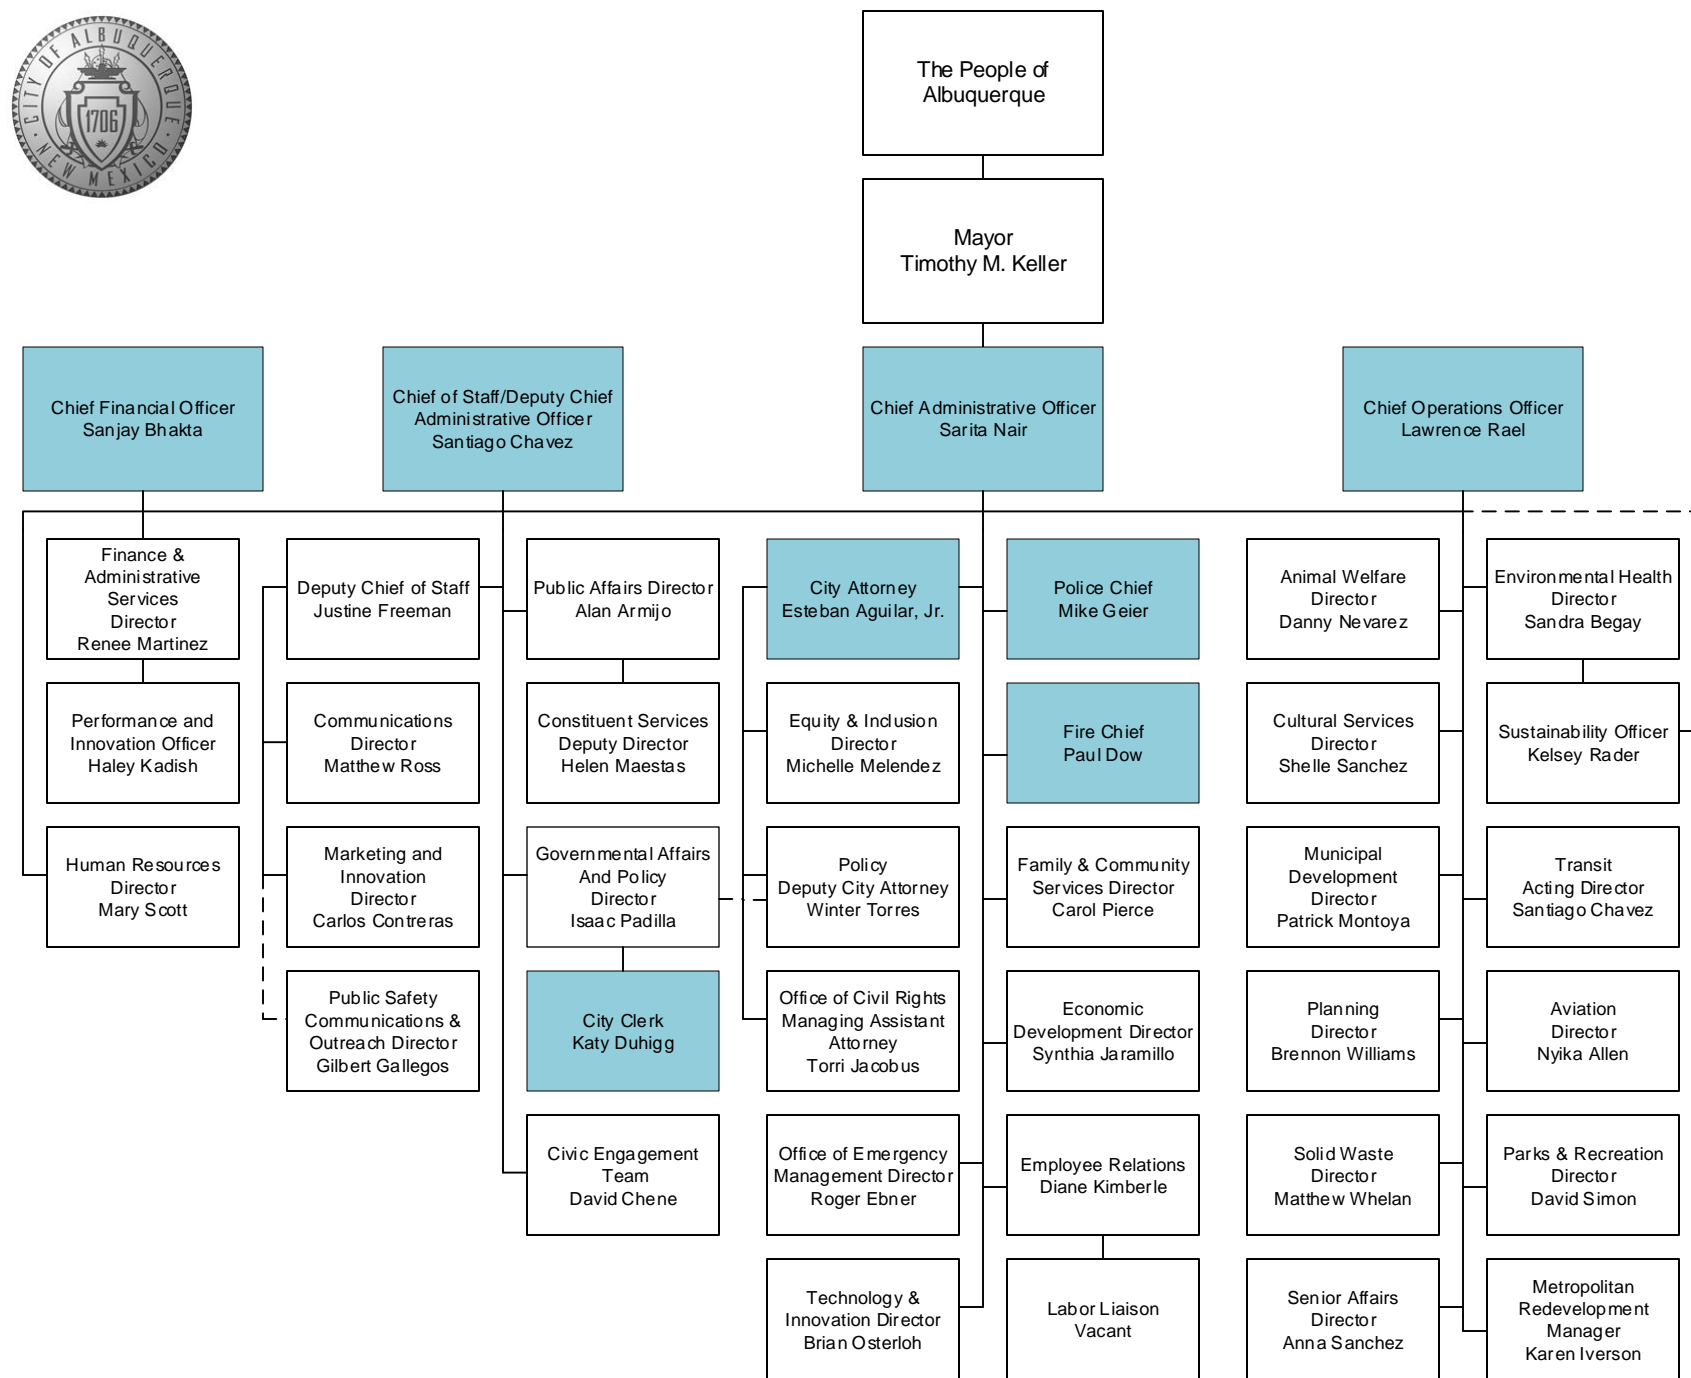 CITY OF ALBUQUERQUE
NEW MEXICO
1706
The People of
Albuquerque
Mayor
Timothy M. Keller
Chief Financial Officer
Sanjay Bhakta
Chief of Staff/Deputy Chief
Administrative Officer
Santiago Chavez
Chief Administrative Officer
Sarita Nair
Chief Operations Officer
Lawrence Rael
Finance &
Administrative
Services
Director
Renee Martinez
Deputy Chief of Staff
Justine Freeman
Public Affairs Director
Alan Armijo
City Attorney
Esteban Aguilar, Jr.
Police Chief
Mike Geier
Animal Welfare
Director
Danny Nevarez
Environmental Health
Director
Sandra Begay
Performance and
Innovation Officer
Haley Kadish
Communications
Director
Matthew Ross
Constituent Services
Deputy Director
Helen Maestas
Equity & Inclusion
Director
Michelle Melendez
Fire Chief
Paul Dow
Cultural Services
Director
Shelle Sanchez
Sustainability Officer
Kelsey Rader
Human Resources
Director
Mary Scott
Marketing and
Innovation
Director
Carlos Contreras
Governmental Affairs
And Policy
Director
Isaac Padilla
Policy
Deputy City Attorney
Winter Torres
Family & Community
Services Director
Carol Pierce
Municipal
Development
Director
Patrick Montoya
Transit
Acting Director
Santiago Chavez
Public Safety
Communications &
Outreach Director
Gilbert Gallegos
City Clerk
Katy Duhigg
Office of Civil Rights
Managing Assistant
Attorney
Torri Jacobus
Economic
Development Director
Synthia Jaramillo
Planning
Director
Brennon Williams
Aviation
Director
Nyika Allen
Civic Engagement
Team
David Chene
Office of Emergency
Management Director
Roger Ebner
Employee Relations
Diane Kimberle
Solid Waste
Director
Matthew Whelan
Parks & Recreation
Director
David Simon
Technology &
Innovation Director
Brian Osterloh
Labor Liaison
Vacant
Senior Affairs
Director
Anna Sanchez
Metropolitan
Redevelopment
Manager
Karen Iverson